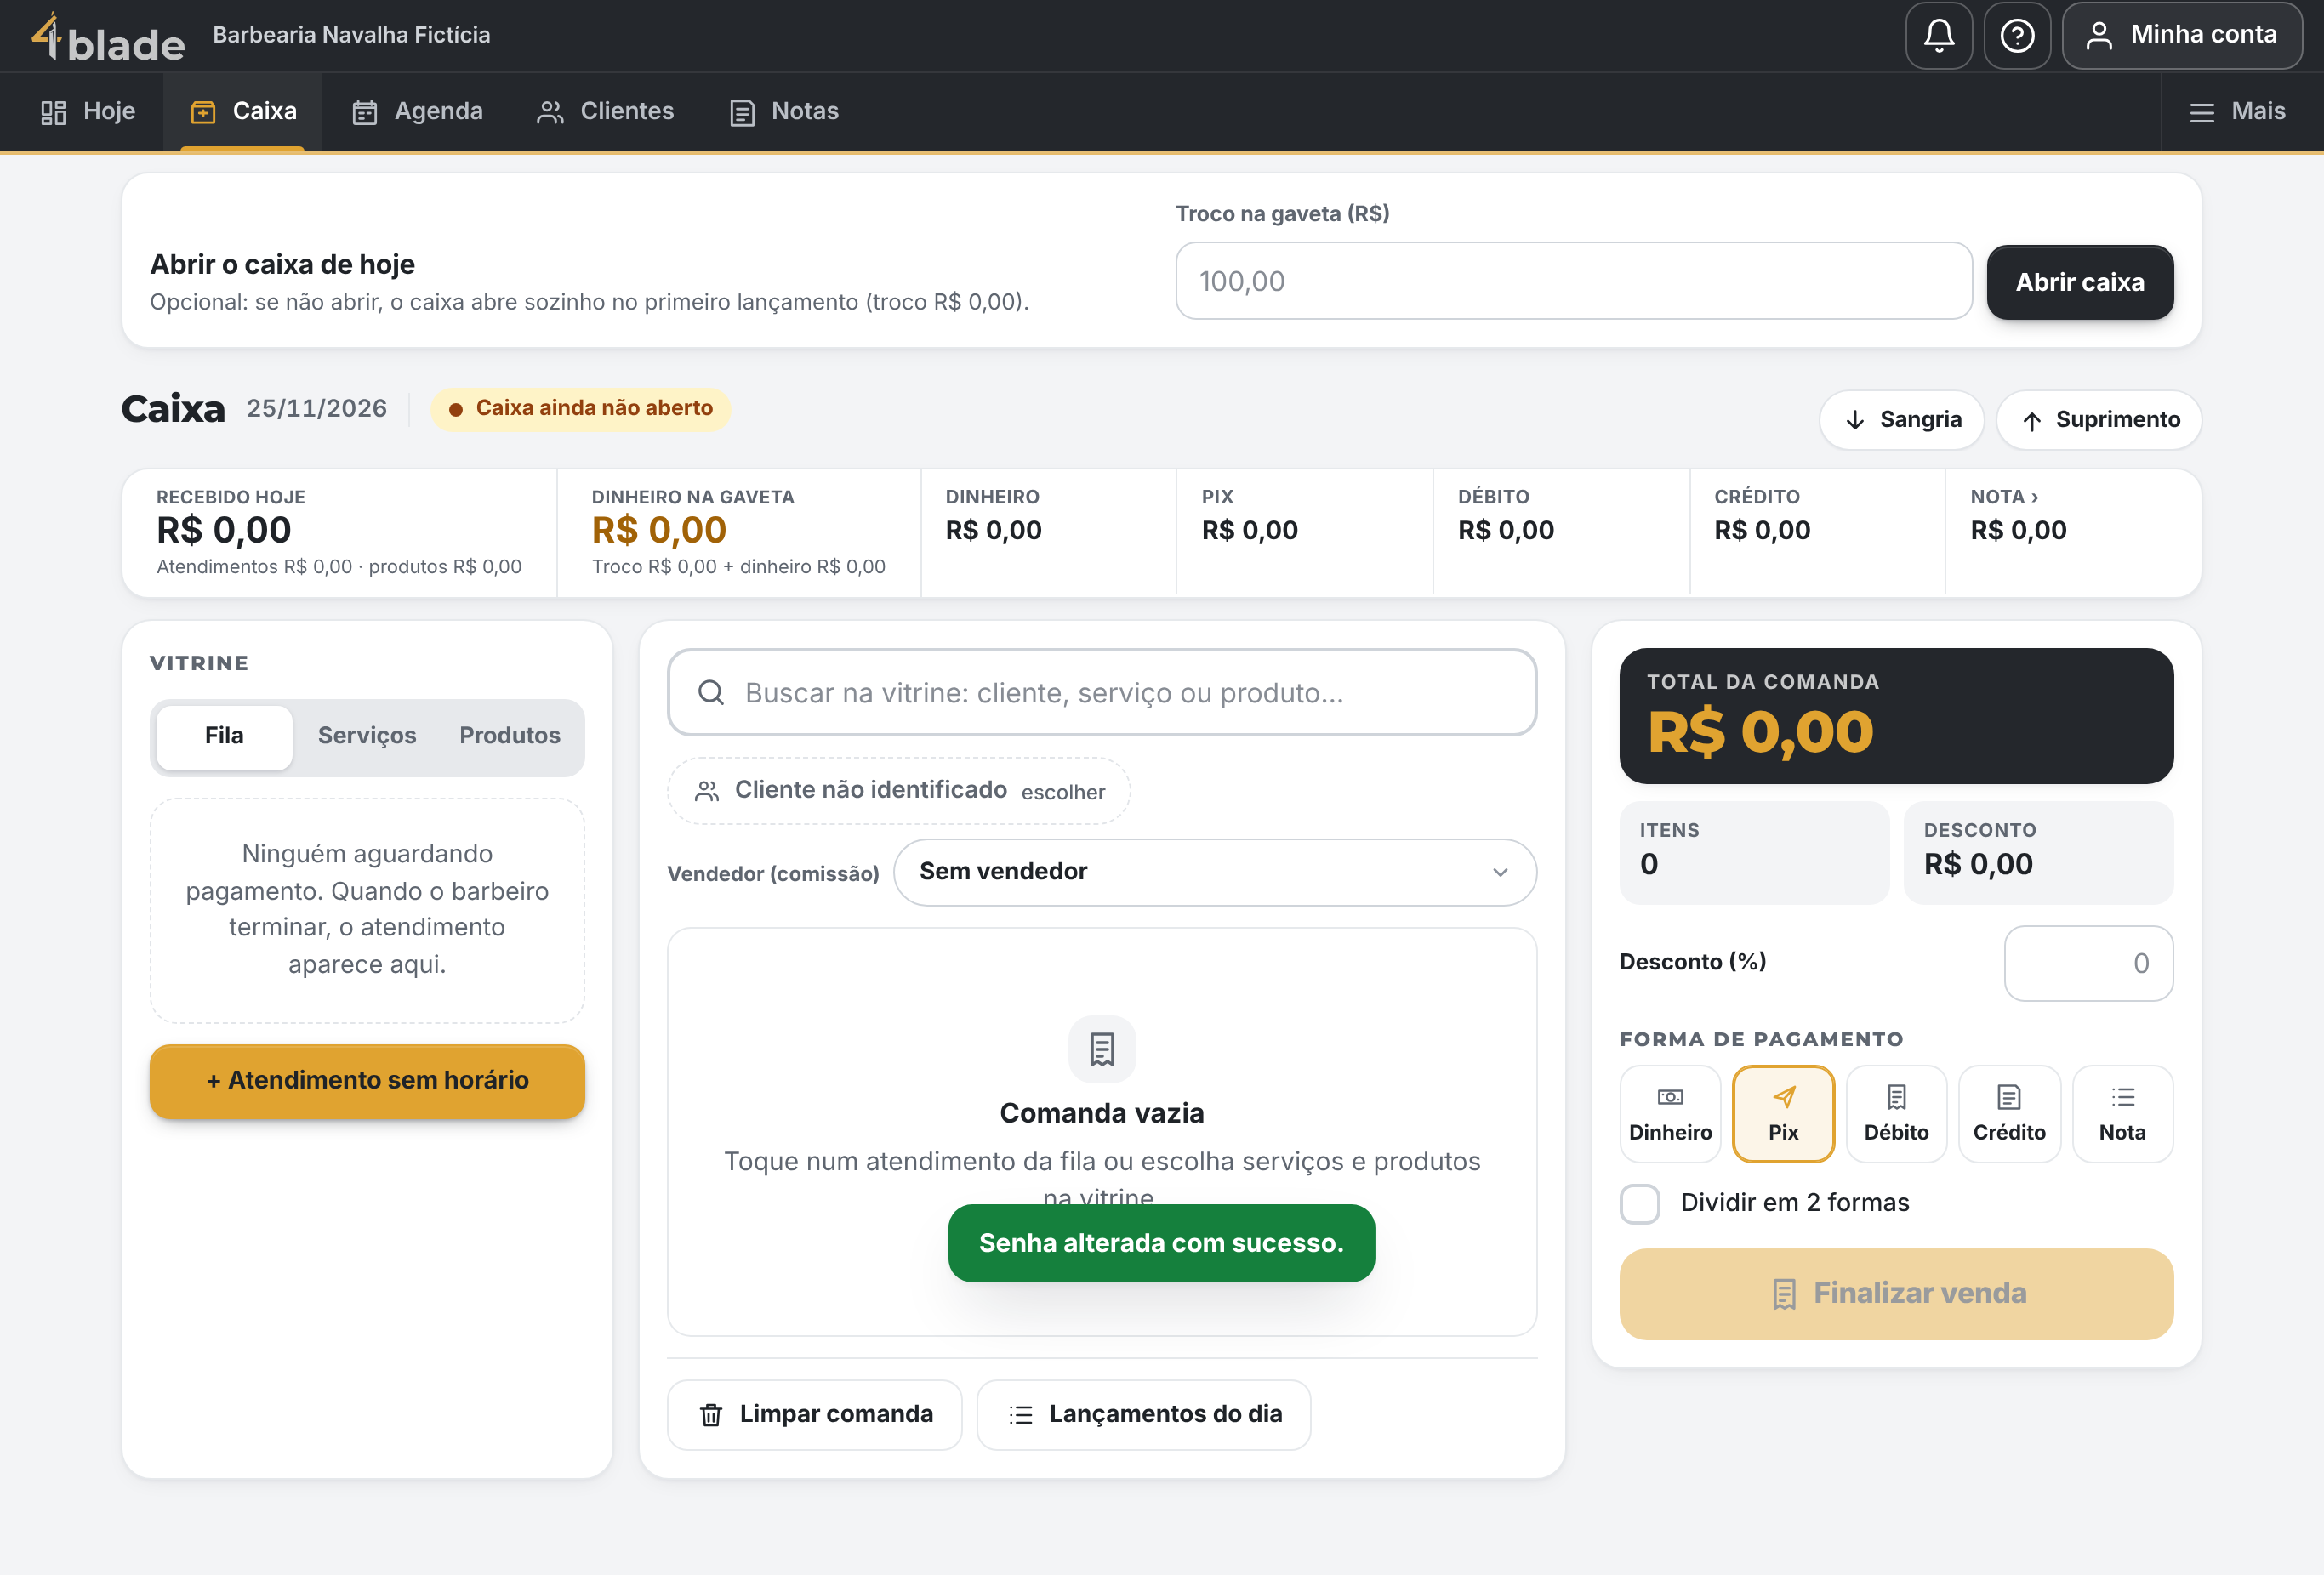 4blade
Barbearia Navalha Fictícia
Minha conta
Hoje
Caixa
Agenda
Clientes
Notas
Mais
Abrir o caixa de hoje
Opcional: se não abrir, o caixa abre sozinho no primeiro lançamento (troco R$ 0,00).
Troco na gaveta (R$)
100,00
Abrir caixa
Caixa
25/11/2026
Caixa ainda não aberto
Sangria
Suprimento
RECEBIDO HOJE
R$ 0,00
Atendimentos R$ 0,00 · produtos R$ 0,00
DINHEIRO NA GAVETA
R$ 0,00
Troco R$ 0,00 + dinheiro R$ 0,00
DINHEIRO
R$ 0,00
PIX
R$ 0,00
DÉBITO
R$ 0,00
CRÉDITO
R$ 0,00
NOTA ›
R$ 0,00
VITRINE
Fila
Serviços
Produtos
Ninguém aguardando
pagamento. Quando o barbeiro
terminar, o atendimento
aparece aqui.
+ Atendimento sem horário
Buscar na vitrine: cliente, serviço ou produto...
Cliente não identificado
escolher
Vendedor (comissão)
Sem vendedor
Comanda vazia
Toque num atendimento da fila ou escolha serviços e produtos
na vitrine
Senha alterada com sucesso.
Limpar comanda
Lançamentos do dia
TOTAL DA COMANDA
R$ 0,00
ITENS
0
DESCONTO
R$ 0,00
Desconto (%)
0
FORMA DE PAGAMENTO
Dinheiro
Pix
Débito
Crédito
Nota
Dividir em 2 formas
Finalizar venda